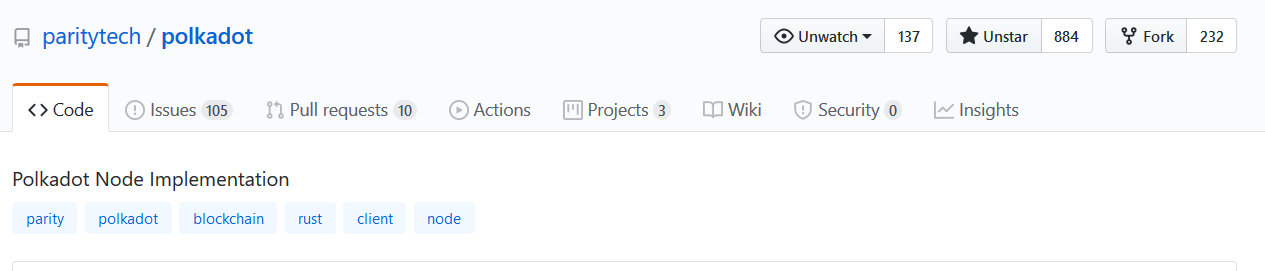 paritytech / polkadot Unwatch 137 Unstar 884 Fork 232
Code Issues 105 Pull requests 10 Actions Projects 3 Wiki Security 0 Insights
Polkadot Node Implementation
parity polkadot blockchain rust client node